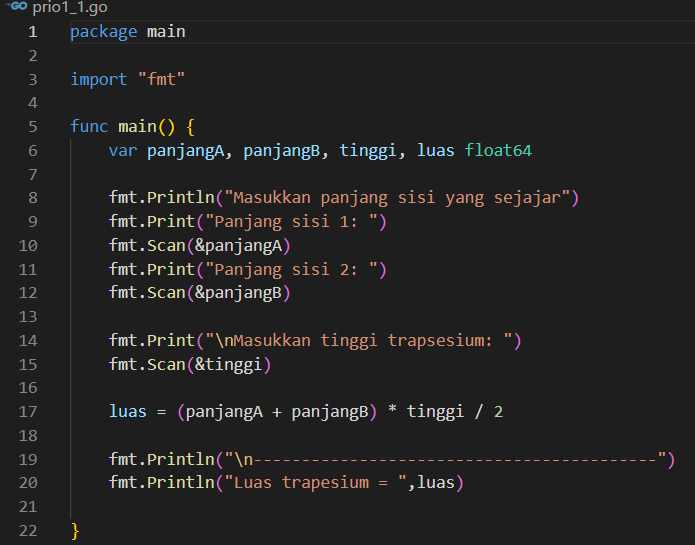 GO prio1_1.go
1 package main
2
3 import "fmt"
4
5 func main() {
6 var panjangA, panjangB, tinggi, luas float64
7
8 fmt.Println("Masukkan panjang sisi yang sejajar")
9 fmt.Print("Panjang sisi 1: ")
10 fmt.Scan(&panjangA)
11 fmt.Print("Panjang sisi 2: ")
12 fmt.Scan(&panjangB)
13
14 fmt.Print("\nMasukkan tinggi trapsesium: ")
15 fmt.Scan(&tinggi)
16
17 luas = (panjangA + panjangB) * tinggi / 2
18
19 fmt.Println("\n------------------------------------------")
20 fmt.Println("Luas trapesium = ",luas)
21
22 }